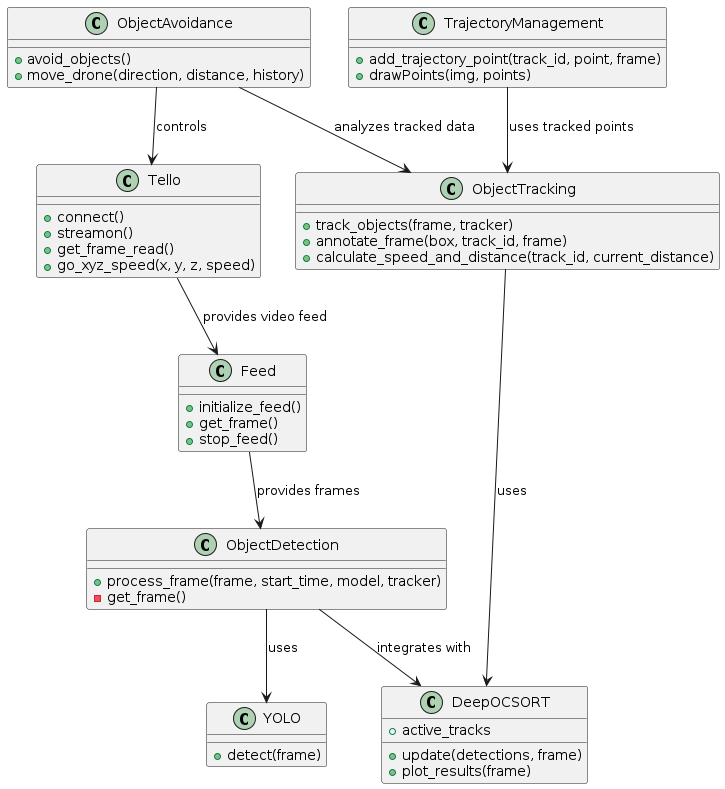 C ObjectAvoidance
avoid_objects()
move_drone(direction, distance, history)
C TrajectoryManagement
add_trajectory_point(track_id, point, frame)
drawPoints(img, points)
controls
analyzes tracked data
uses tracked points
C Tello
connect()
streamon()
get_frame_read()
go_xyz_speed(x, y, z, speed)
C ObjectTracking
track_objects(frame, tracker)
annotate_frame(box, track_id, frame)
calculate_speed_and_distance(track_id, current_distance)
provides video feed
C Feed
initialize_feed()
get_frame()
stop_feed()
provides frames
uses
C ObjectDetection
process_frame(frame, start_time, model, tracker)
get_frame()
uses
integrates with
C YOLO
detect(frame)
C DeepOCSORT
active_tracks
update(detections, frame)
plot_results(frame)